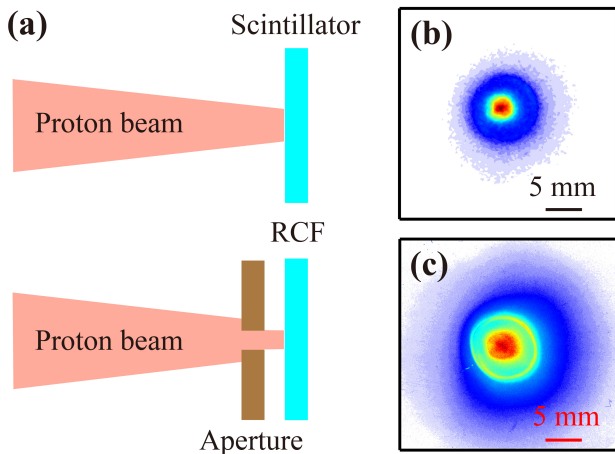 (a)
Scintillator
Proton beam
RCF
Proton beam
Aperture
(b)
5 mm
(c)
5 mm